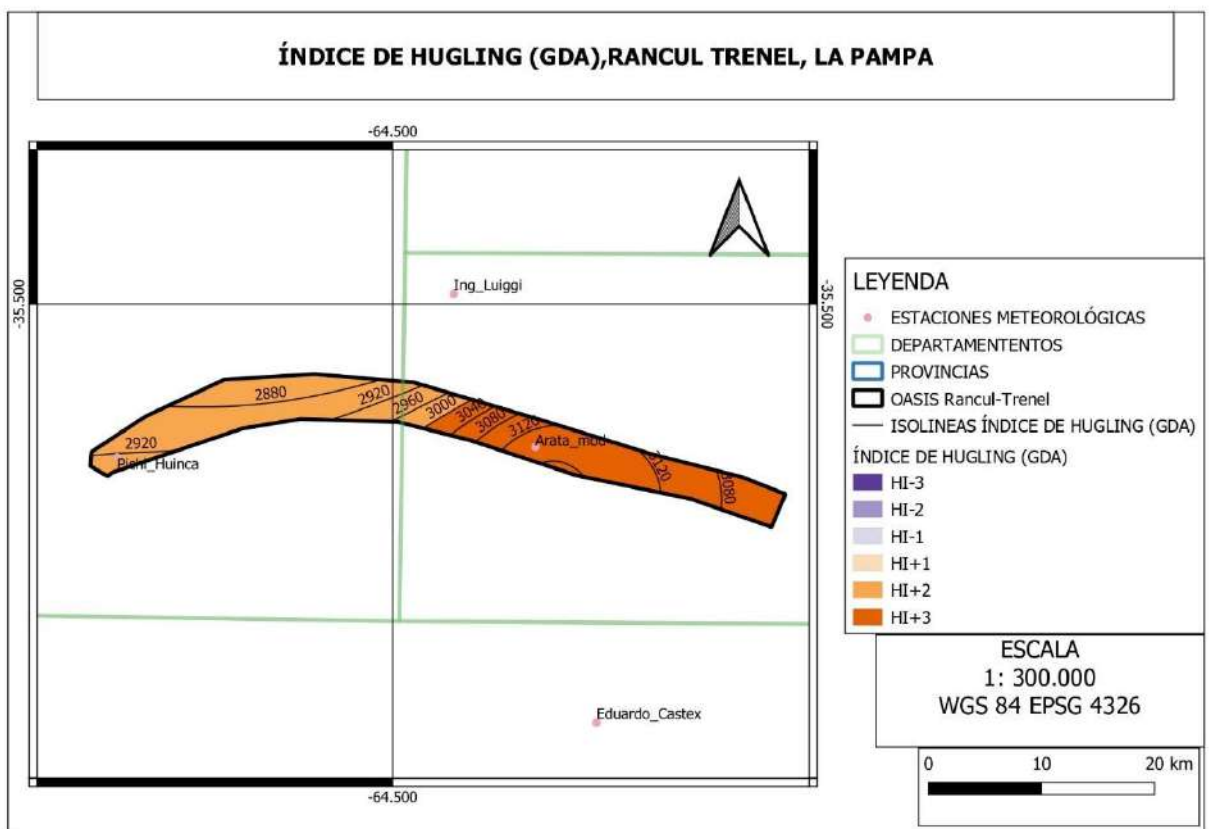 ÍNDICE DE HUGLING (GDA),RANCUL TRENEL, LA PAMPA
-64.500
-35.500
-35.500
Ing_Luiggi
2880
2920
2960
3000
3040
3080
3120
2920
Pichi_Huinca
Arata_mod
3120
3080
Eduardo_Castex
-64.500
LEYENDA
ESTACIONES METEOROLÓGICAS
DEPARTAMENTENTOS
PROVINCIAS
OASIS Rancul-Trenel
ISOLINEAS ÍNDICE DE HUGLING (GDA)
ÍNDICE DE HUGLING (GDA)
HI-3
HI-2
HI-1
HI+1
HI+2
HI+3
ESCALA
1: 300.000
WGS 84 EPSG 4326
0 10 20 km